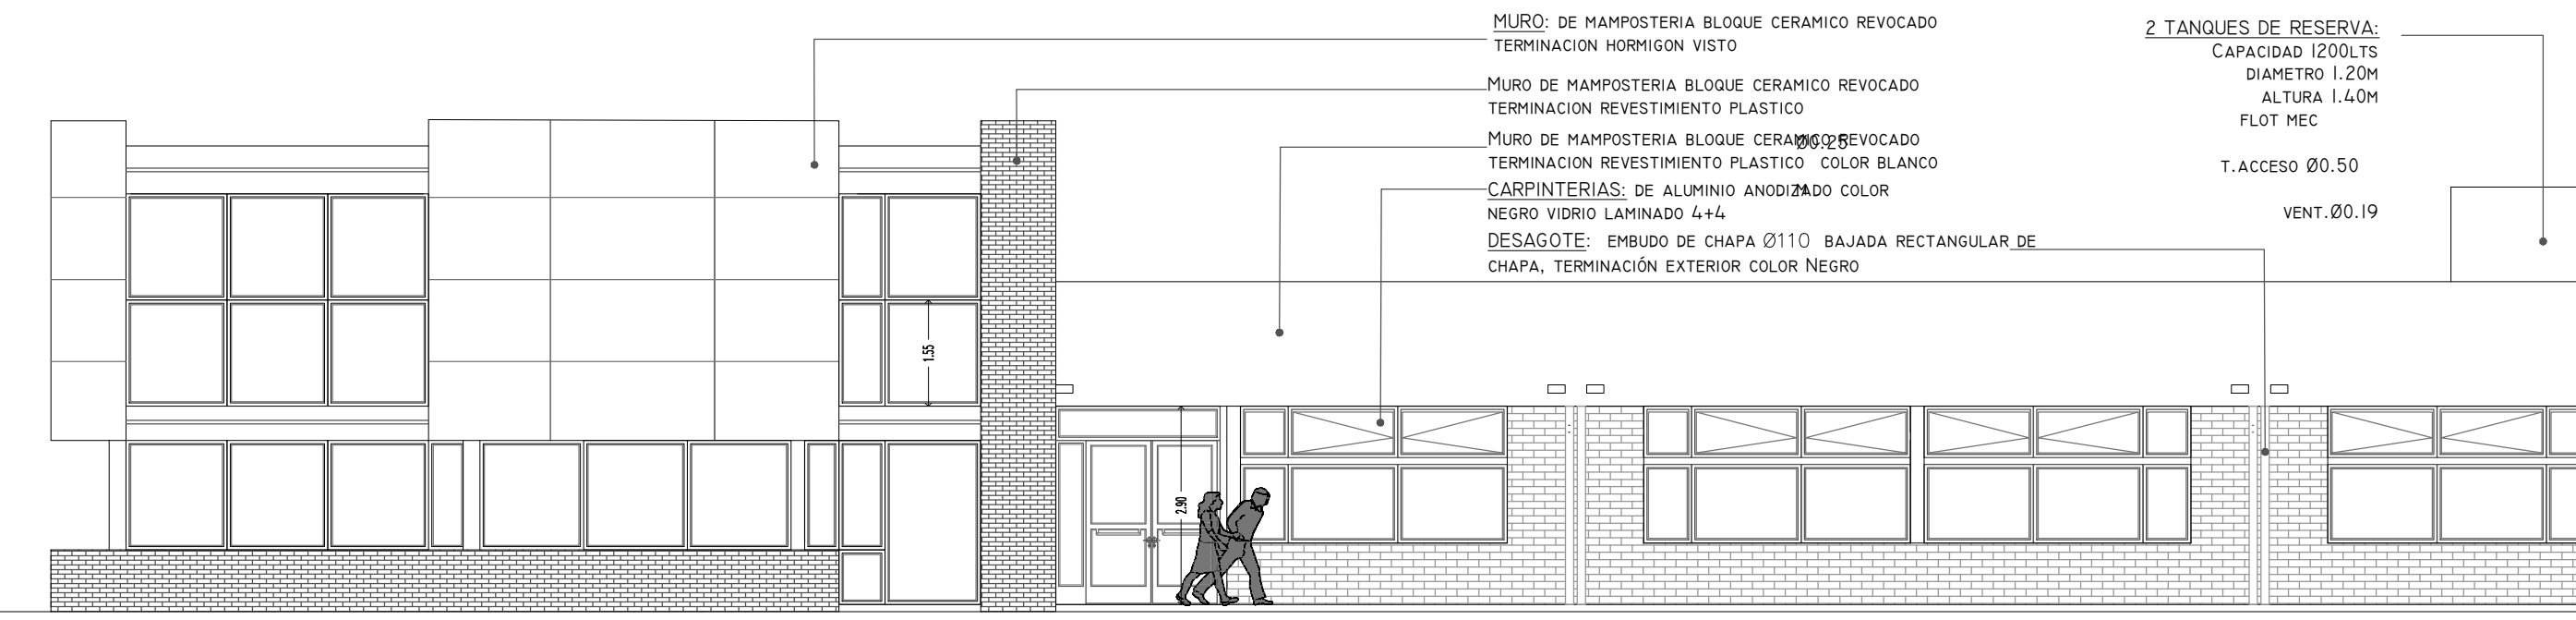 MURO: DE MAMPOSTERIA BLOQUE CERAMICO REVOCADO
TERMINACION HORMIGON VISTO
MURO DE MAMPOSTERIA BLOQUE CERAMICO REVOCADO
TERMINACION REVESTIMIENTO PLASTICO
MURO DE MAMPOSTERIA BLOQUE CERAMICO REVOCADO
Ø0.25
TERMINACION REVESTIMIENTO PLASTICO COLOR BLANCO
CARPINTERIAS: DE ALUMINIO ANODIZADO COLOR
NEGRO VIDRIO LAMINADO 4+4
DESAGOTE: EMBUDO DE CHAPA Ø110 BAJADA RECTANGULAR DE
CHAPA, TERMINACIÓN EXTERIOR COLOR NEGRO
2 TANQUES DE RESERVA:
CAPACIDAD 1200LTS
DIAMETRO 1.20M
ALTURA 1.40M
FLOT MEC
T.ACCESO Ø0.50
VENT.Ø0.19
1.55
2.90